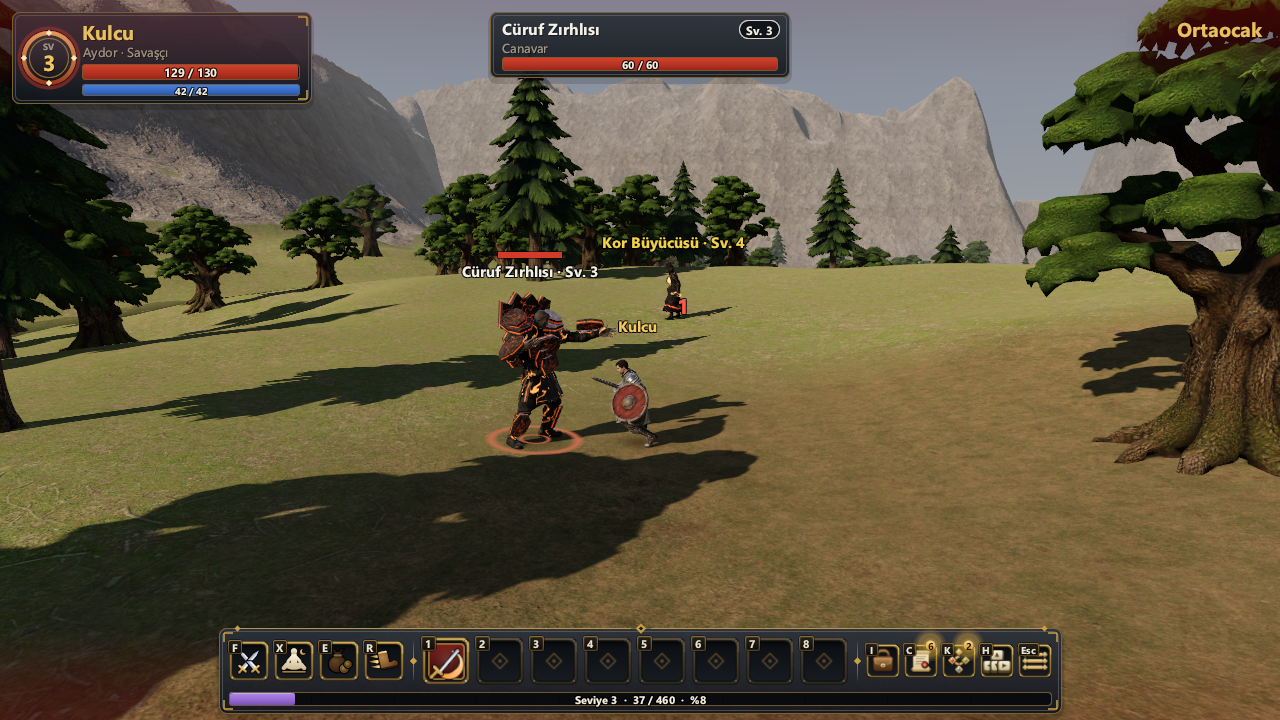 Kulcu
SV
3
Aydor · Savaşçı
129 / 130
42 / 42
Cüruf Zırhlısı
Sv. 3
Canavar
60 / 60
Ortaocak
Kor Büyücüsü · Sv. 4
Cüruf Zırhlısı · Sv. 3
1
Kulcu
F
X
E
R
1
2
3
4
5
6
7
8
I
C
6
K
2
H
Esc
Seviye 3 · 37 / 460 · %8